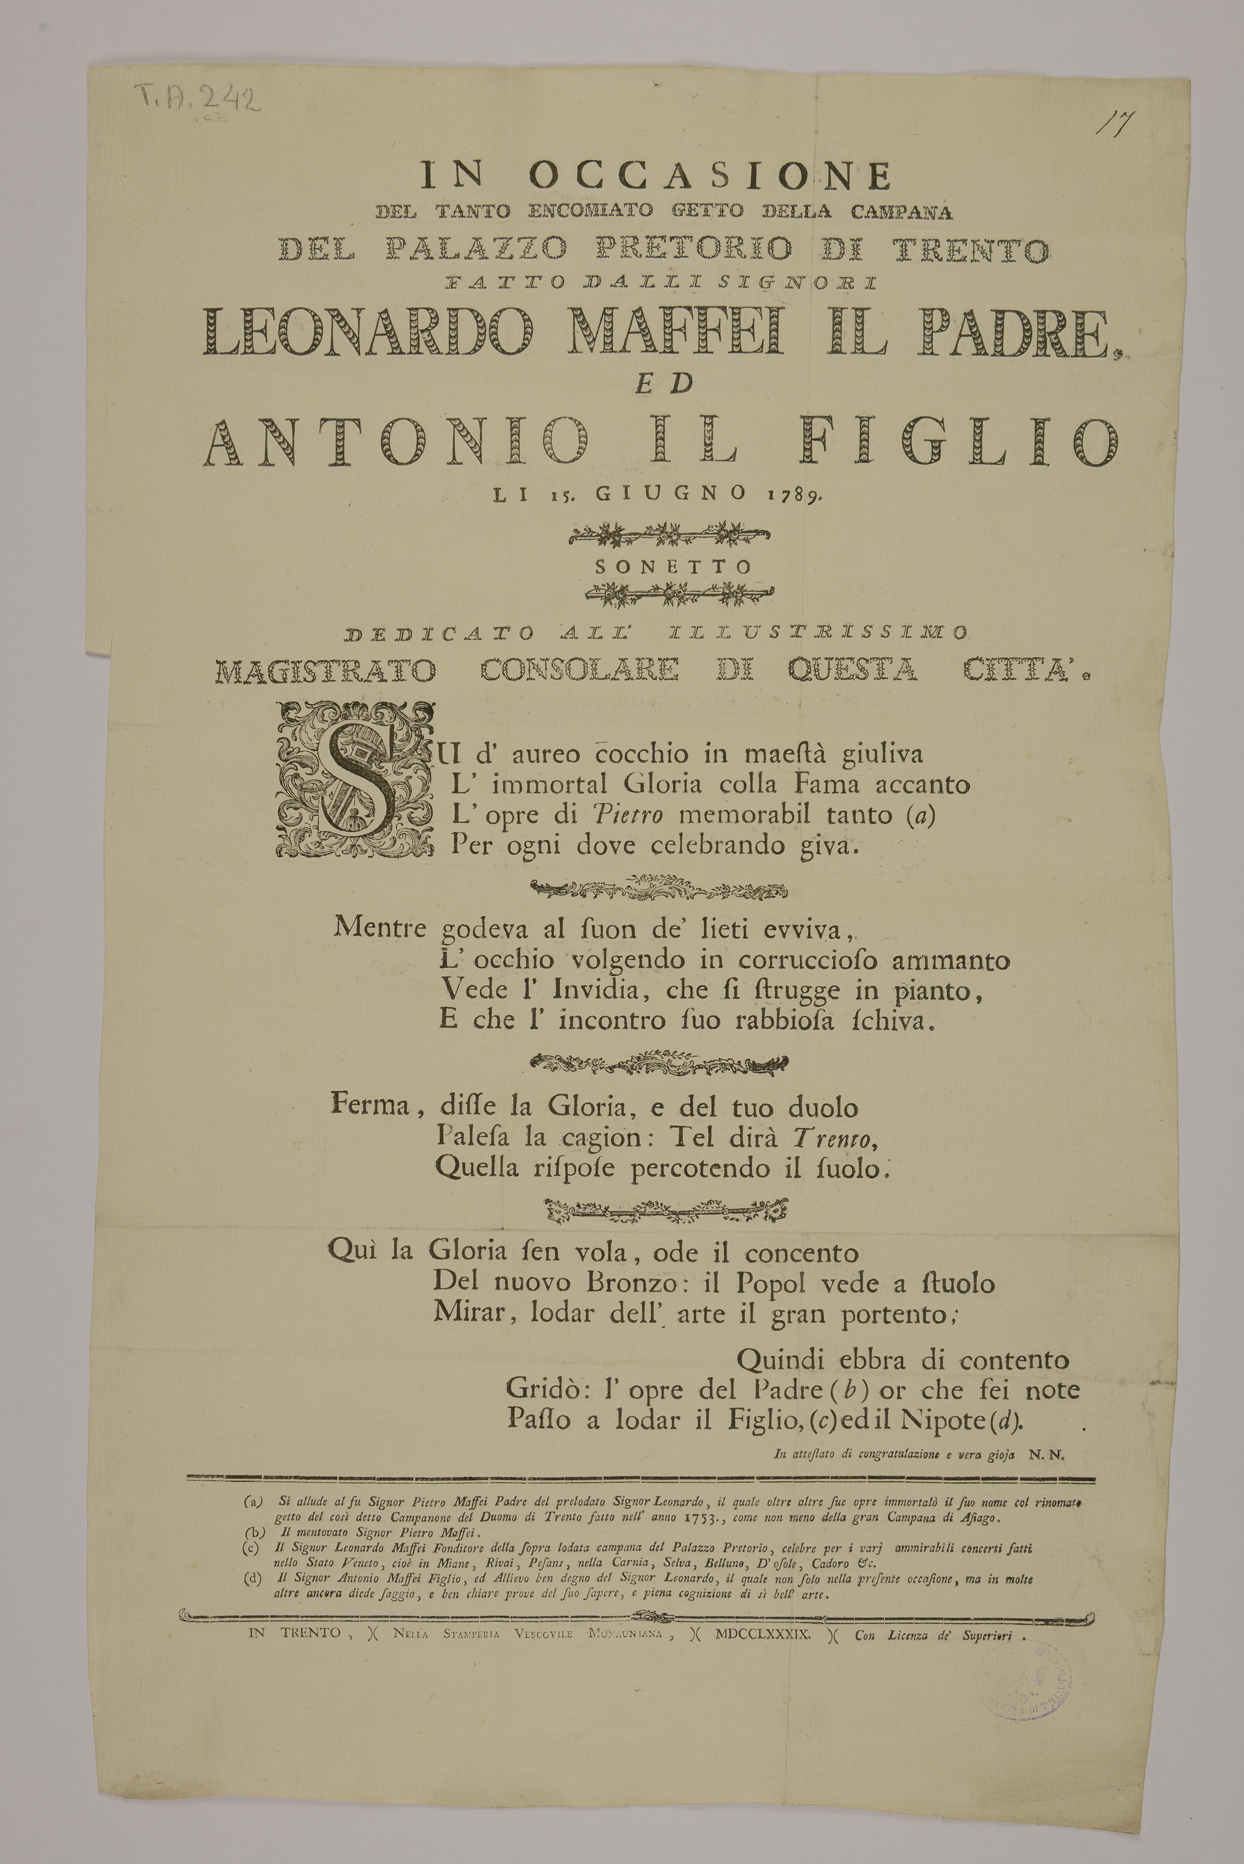 T.A.242
17
IN OCCASIONE
DEL TANTO ENCOMIATO GETTO DELLA CAMPANA
DEL PALAZZO PRETORIO DI TRENTO
FATTO DALLI SIGNORI
LEONARDO MAFFEI IL PADRE,
ED
ANTONIO IL FIGLIO
LI 15. GIUGNO 1789.
SONETTO
DEDICATO ALL' ILLUSTRISSIMO
MAGISTRATO CONSOLARE DI QUESTA CITTA'.
SU d' aureo cocchio in maeſtà giuliva
L' immortal Gloria colla Fama accanto
L' opre di Pietro memorabil tanto (a)
Per ogni dove celebrando giva.
Mentre godeva al ſuon de' lieti evviva,
L' occhio volgendo in corruccioſo ammanto
Vede l' Invidia, che ſi ſtrugge in pianto,
E che l' incontro ſuo rabbioſa ſchiva.
Ferma, diſſe la Gloria, e del tuo duolo
Paleſa la cagion: Tel dirà Trento,
Quella riſpoſe percotendo il ſuolo.
Quì la Gloria ſen vola, ode il concento
Del nuovo Bronzo: il Popol vede a ſtuolo
Mirar, lodar dell' arte il gran portento;
Quindi ebbra di contento
Gridò: l' opre del Padre (b) or che fei note
Paſſo a lodar il Figlio, (c) ed il Nipote (d).
In atteſtato di congratulazione e vera gioja N. N.
(a) Si allude al fu Signor Pietro Maffei Padre del prelodato Signor Leonardo, il quale oltre altre ſue opre immortalò il ſuo nome col rinomato
getto del così detto Campanone del Duomo di Trento fatto nell' anno 1753., come non meno della gran Campana di Aſiago.
(b) Il mentovato Signor Pietro Maffei.
(c) Il Signor Leonardo Maffei Fonditore della ſopra lodata campana del Palazzo Pretorio, celebre per i varj ammirabili concerti fatti
nello Stato Veneto, cioè in Miane, Rivai, Peſans, nella Carnia, Selva, Belluno, D' oſole, Cadoro &c.
(d) Il Signor Antonio Maffei Figlio, ed Allievo ben degno del Signor Leonardo, il quale non ſolo nella preſente occaſione, ma in molte
altre ancora diede ſaggio, e ben chiare prove del ſuo ſapere, e piena cognizione di sì bell' arte.
IN TRENTO, )( NELLA STAMPERIA VESCOVILE MONAUNIANA, )( MDCCLXXXIX. )( Con Licenza de' Superiori.